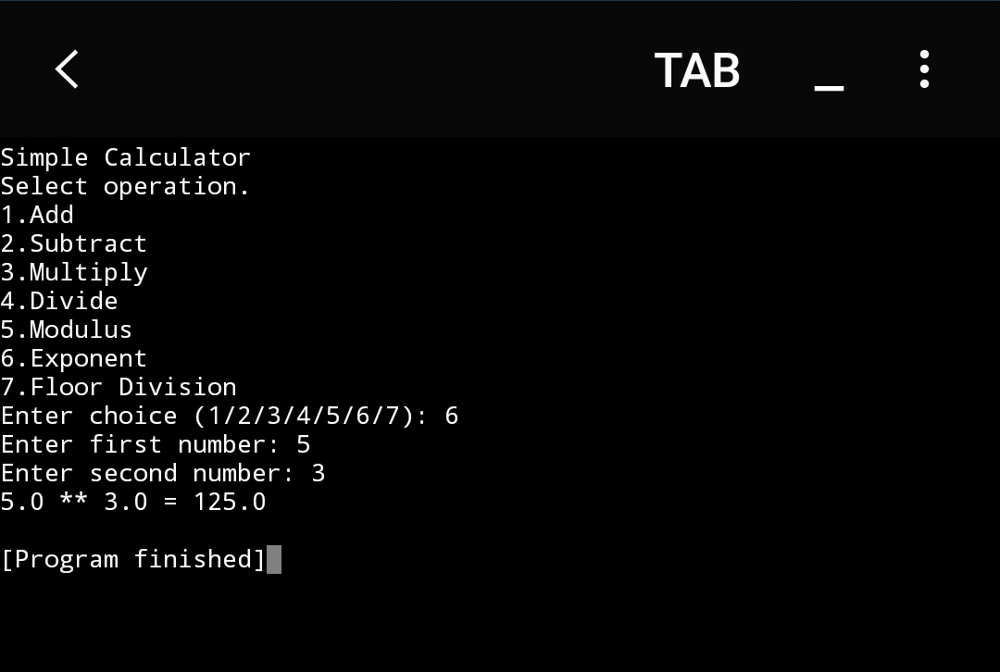 TAB _
Simple Calculator
Select operation.
1.Add
2.Subtract
3.Multiply
4.Divide
5.Modulus
6.Exponent
7.Floor Division
Enter choice (1/2/3/4/5/6/7): 6
Enter first number: 5
Enter second number: 3
5.0 ** 3.0 = 125.0

[Program finished]